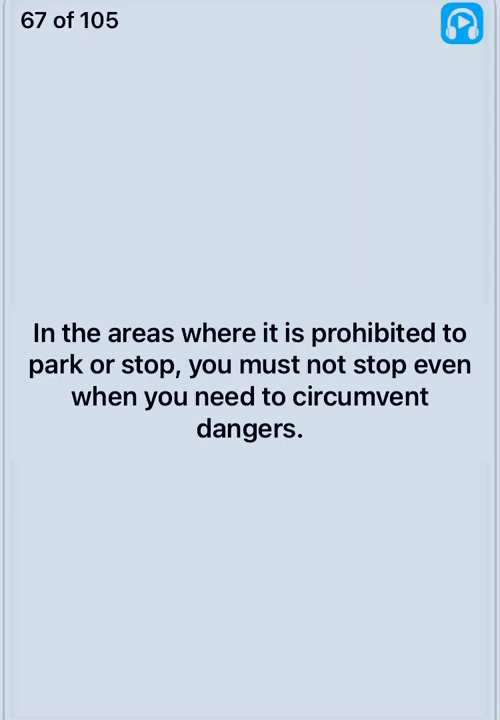 67 of 105
In the areas where it is prohibited to
park or stop, you must not stop even
when you need to circumvent
dangers.